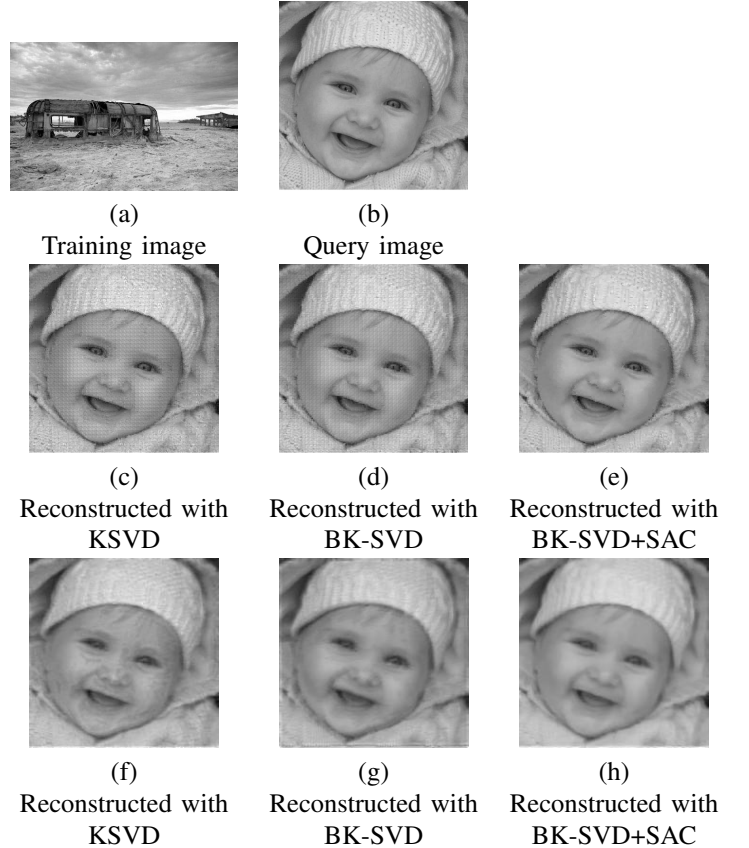 (a)
Training image
(b)
Query image
(c)
Reconstructed with
KSVD
(d)
Reconstructed with
BK-SVD
(e)
Reconstructed with
BK-SVD+SAC
(f)
Reconstructed with
KSVD
(g)
Reconstructed with
BK-SVD
(h)
Reconstructed with
BK-SVD+SAC